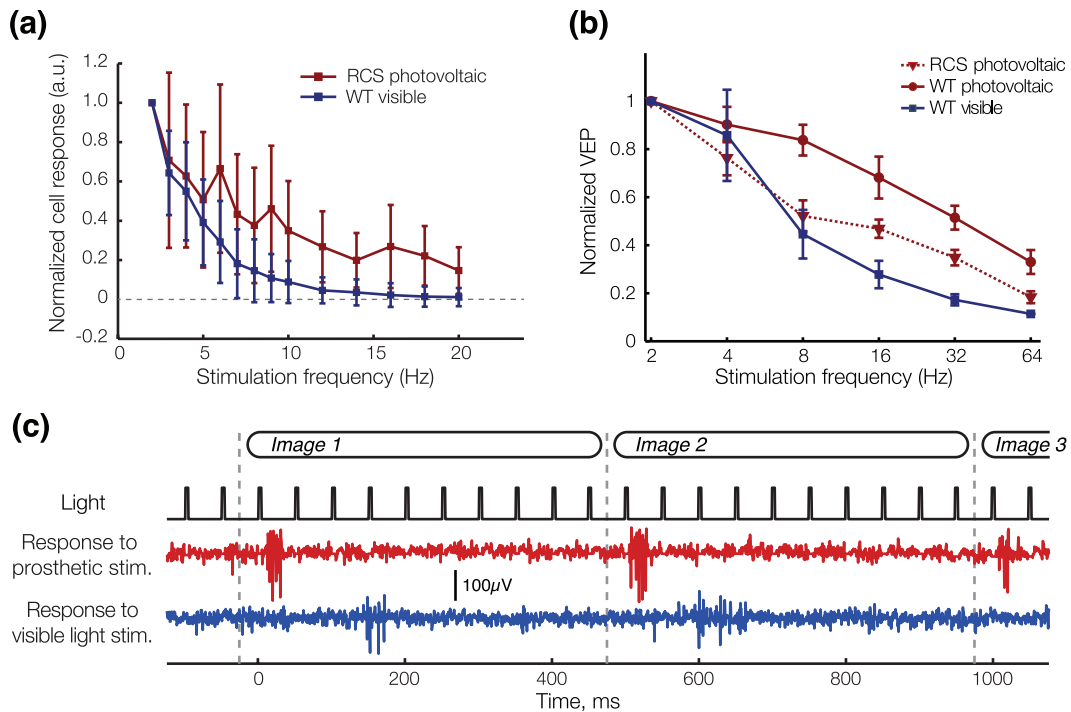 (a)
Normalized cell response (a.u.)
1.2
1.0
0.8
0.6
0.4
0.2
0
-0.2
RCS photovoltaic
WT visible
0
5
10
15
20
Stimulation frequency (Hz)
(b)
Normalized VEP
1
0.8
0.6
0.4
0.2
0
RCS photovoltaic
WT photovoltaic
WT visible
2
4
8
16
32
64
Stimulation frequency (Hz)
(c)
Image 1
Image 2
Image 3
Light
Response to
prosthetic stim.
100µV
Response to
visible light stim.
0
200
400
600
800
1000
Time, ms